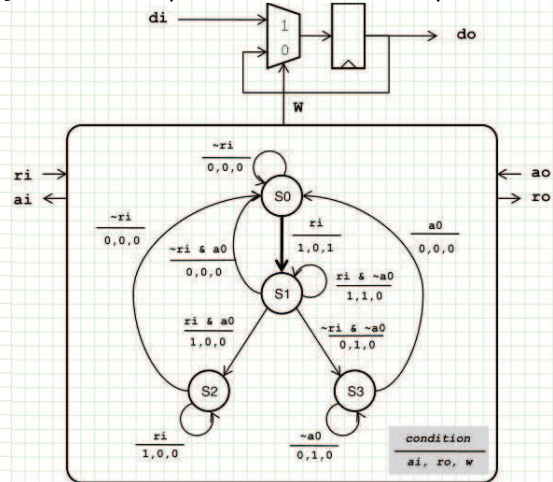 di
1
0
do
W
ri
ai
ao
ro
~ri
0,0,0
S0
~ri
0,0,0
~ri & a0
0,0,0
ri
1,0,1
a0
0,0,0
S1
ri & ~a0
1,1,0
ri & a0
1,0,0
~ri & ~a0
0,1,0
S2
S3
ri
1,0,0
~a0
0,1,0
condition
ai, ro, w